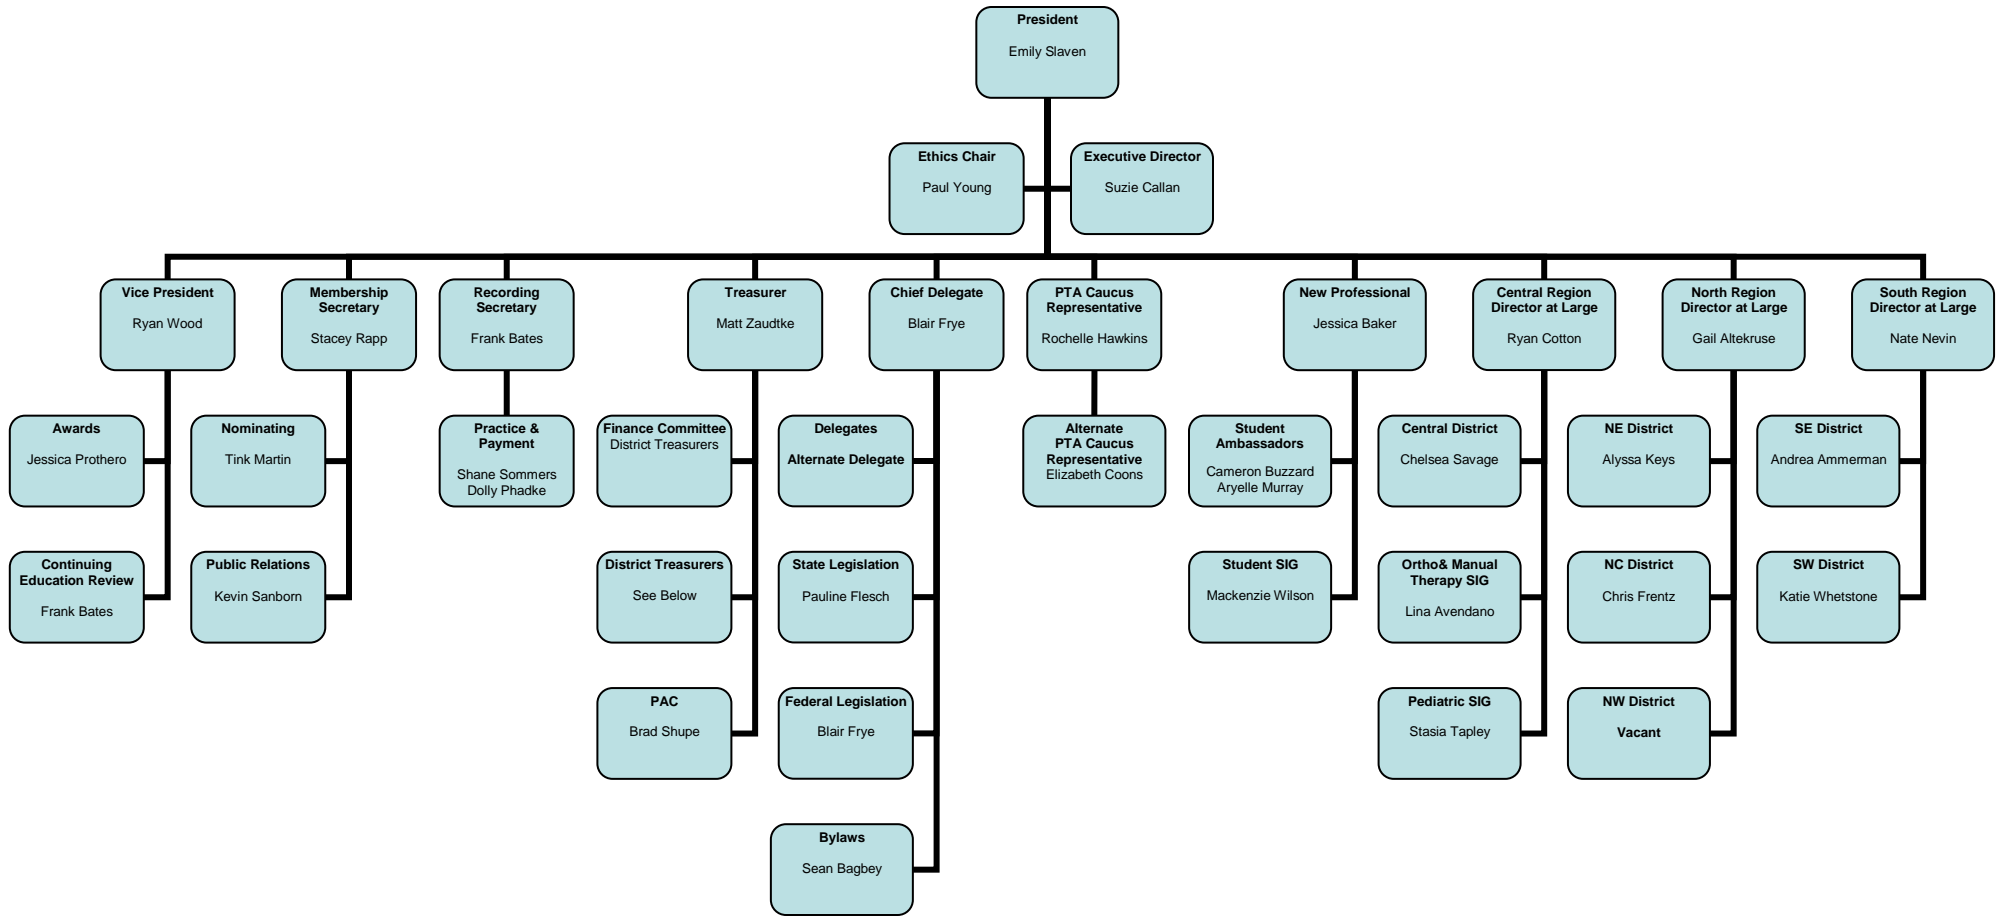 President
Emily Slaven
Ethics Chair
Paul Young
Executive Director
Suzie Callan
Vice President
Ryan Wood
Membership
Secretary
Stacey Rapp
Recording
Secretary
Frank Bates
Treasurer
Matt Zaudtke
Chief Delegate
Blair Frye
PTA Caucus
Representative
Rochelle Hawkins
New Professional
Jessica Baker
Central Region
Director at Large
Ryan Cotton
North Region
Director at Large
Gail Altekruse
South Region
Director at Large
Nate Nevin
Awards
Jessica Prothero
Nominating
Tink Martin
Practice &
Payment
Shane Sommers
Dolly Phadke
Finance Committee
District Treasurers
Delegates
Alternate Delegate
Alternate
PTA Caucus
Representative
Elizabeth Coons
Student
Ambassadors
Cameron Buzzard
Aryelle Murray
Central District
Chelsea Savage
NE District
Alyssa Keys
SE District
Andrea Ammerman
Continuing
Education Review
Frank Bates
Public Relations
Kevin Sanborn
District Treasurers
See Below
State Legislation
Pauline Flesch
Student SIG
Mackenzie Wilson
Ortho& Manual
Therapy SIG
Lina Avendano
NC District
Chris Frentz
SW District
Katie Whetstone
PAC
Brad Shupe
Federal Legislation
Blair Frye
Pediatric SIG
Stasia Tapley
NW District
Vacant
Bylaws
Sean Bagbey